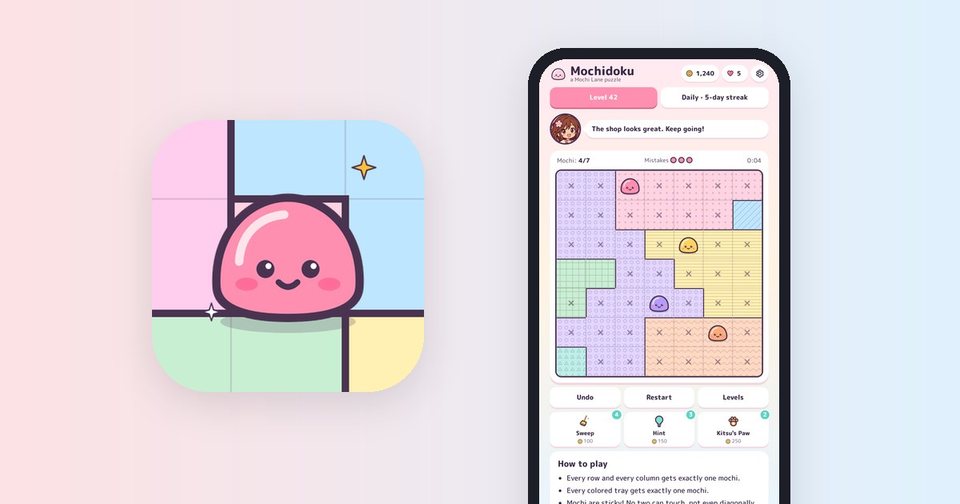 Mochidoku
a Mochi Lane puzzle
1,240
5
Level 42
Daily · 5-day streak
The shop looks great. Keep going!
Mochi: 4/7
Mistakes
0:04
Undo
Restart
Levels
4
3
2
Sweep
Hint
Kitsu's Paw
100
150
250
How to play
• Every row and every column gets exactly one mochi.
• Every colored tray gets exactly one mochi.
• Mochi are sticky! No two can touch, not even diagonally.